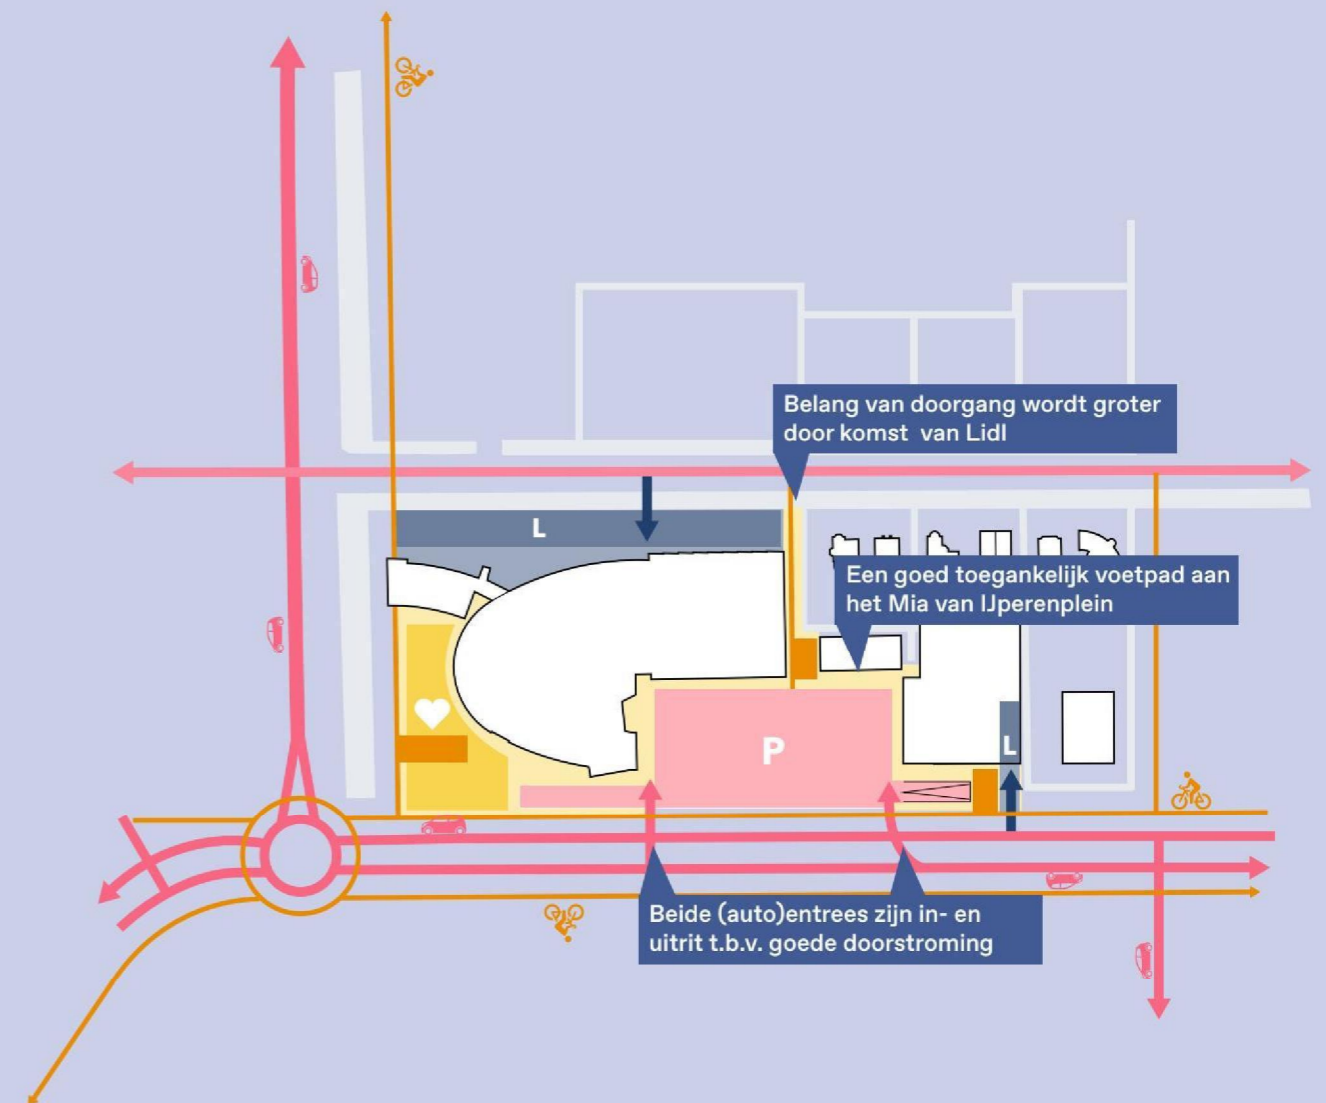 Belang van doorgang wordt groter
door komst van Lidl
L
Een goed toegankelijk voetpad aan
het Mia van IJperenplein
P
L
Beide (auto)entrees zijn in- en
uitrit t.b.v. goede doorstroming